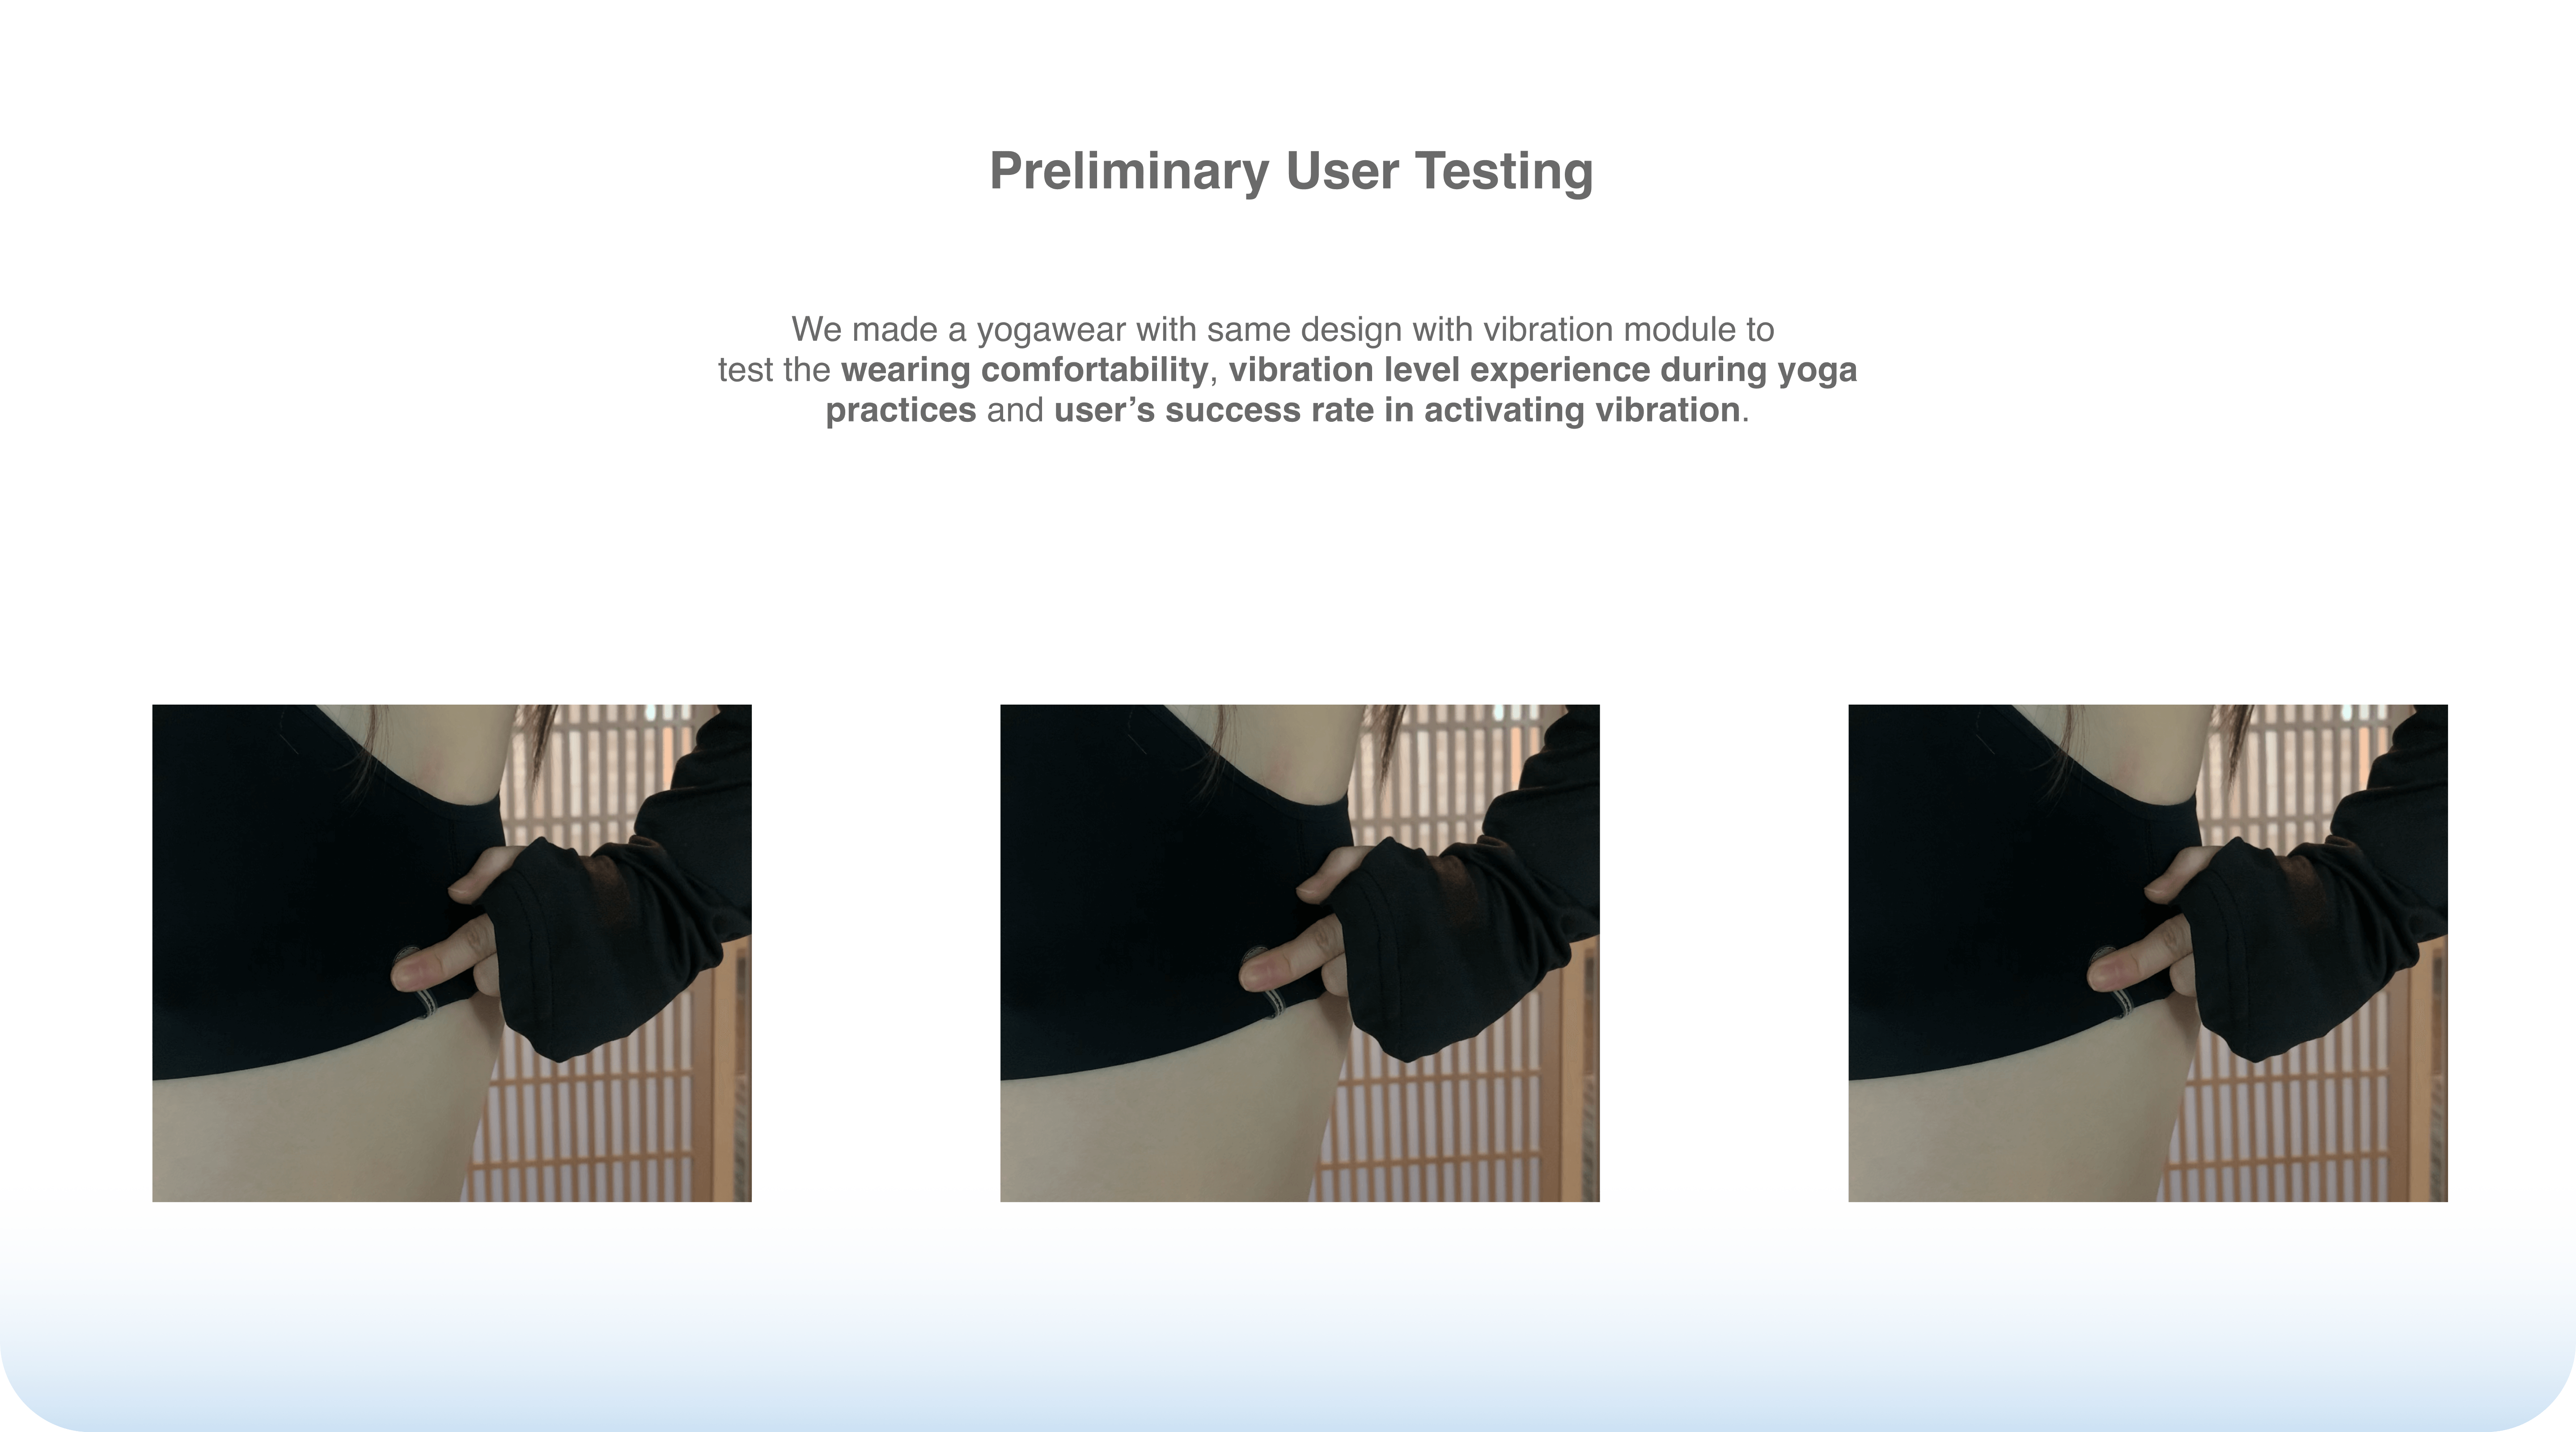 Preliminary User Testing
We made a yogawear with same design with vibration module to
test the wearing comfortability, vibration level experience during yoga
practices and user’s success rate in activating vibration.